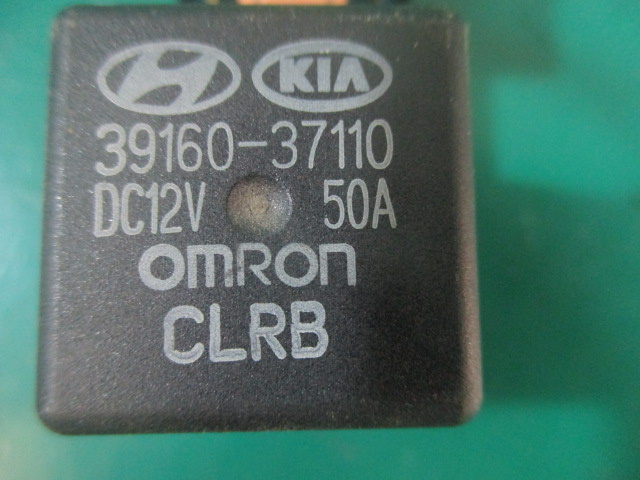 KIA
39160-37110
DC12V 50A
omron
CLRB